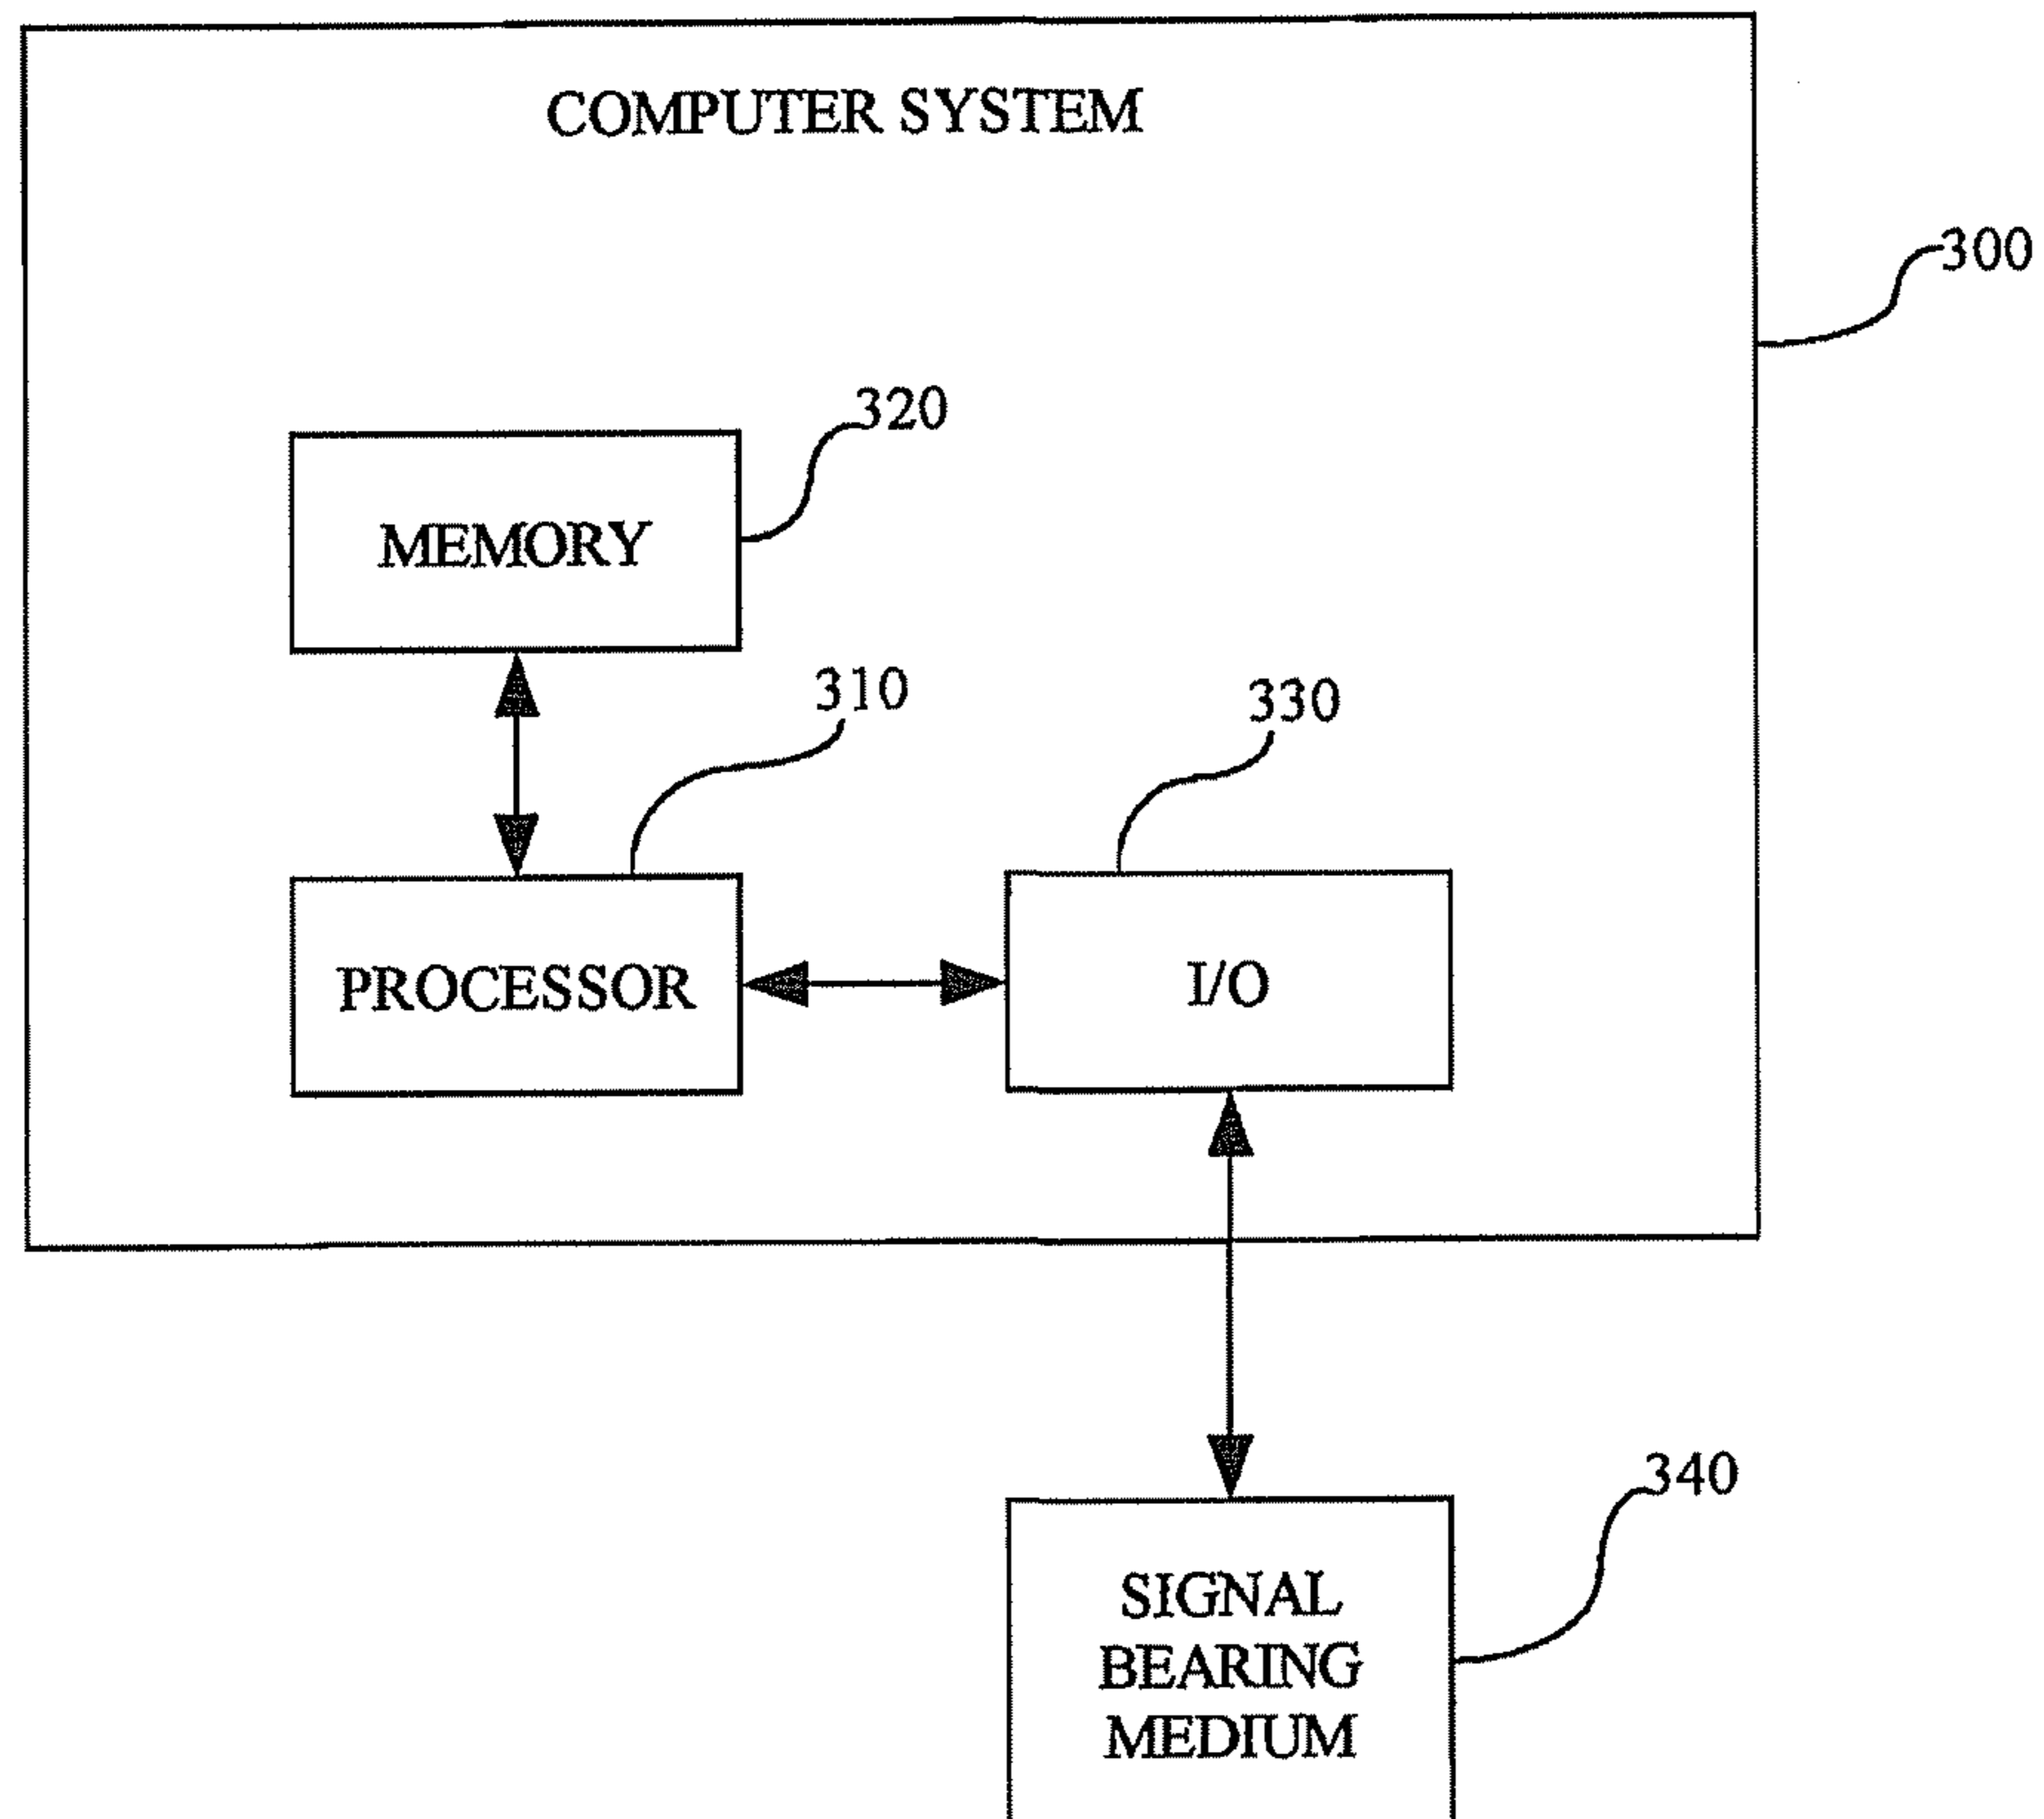 COMPUTER SYSTEM
300
320
MEMORY
310
330
PROCESSOR
I/O
340
SIGNAL
BEARING
MEDIUM